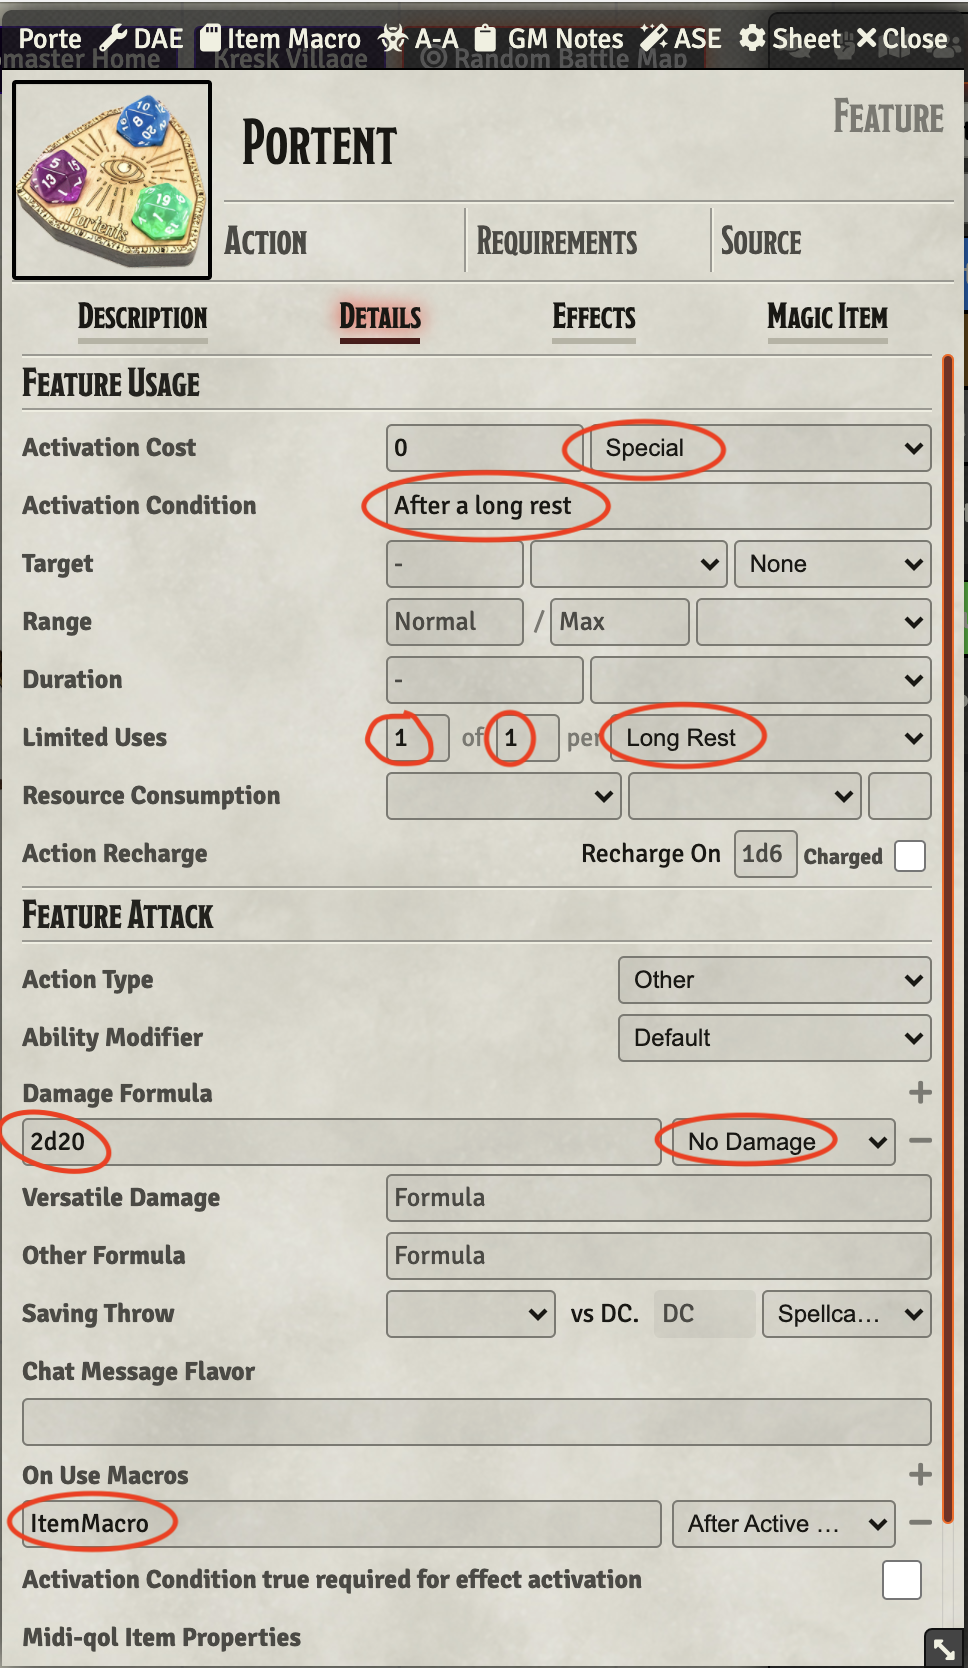 Porte DAE Item Macro A-A GM Notes ASE Sheet Close
master Home Kresk Village Random Battle Map
Portent
Feature
Portents
Action Requirements Source
Description Details Effects Magic Item
Feature Usage
Activation Cost 0 Special
Activation Condition After a long rest
Target - None
Range Normal / Max
Duration -
Limited Uses 1 of 1 per Long Rest
Resource Consumption
Action Recharge Recharge On 1d6 Charged
Feature Attack
Action Type Other
Ability Modifier Default
Damage Formula
2d20 No Damage
Versatile Damage Formula
Other Formula Formula
Saving Throw vs DC. DC Spellca...
Chat Message Flavor
On Use Macros
ItemMacro After Active ...
Activation Condition true required for effect activation
Midi-qol Item Properties